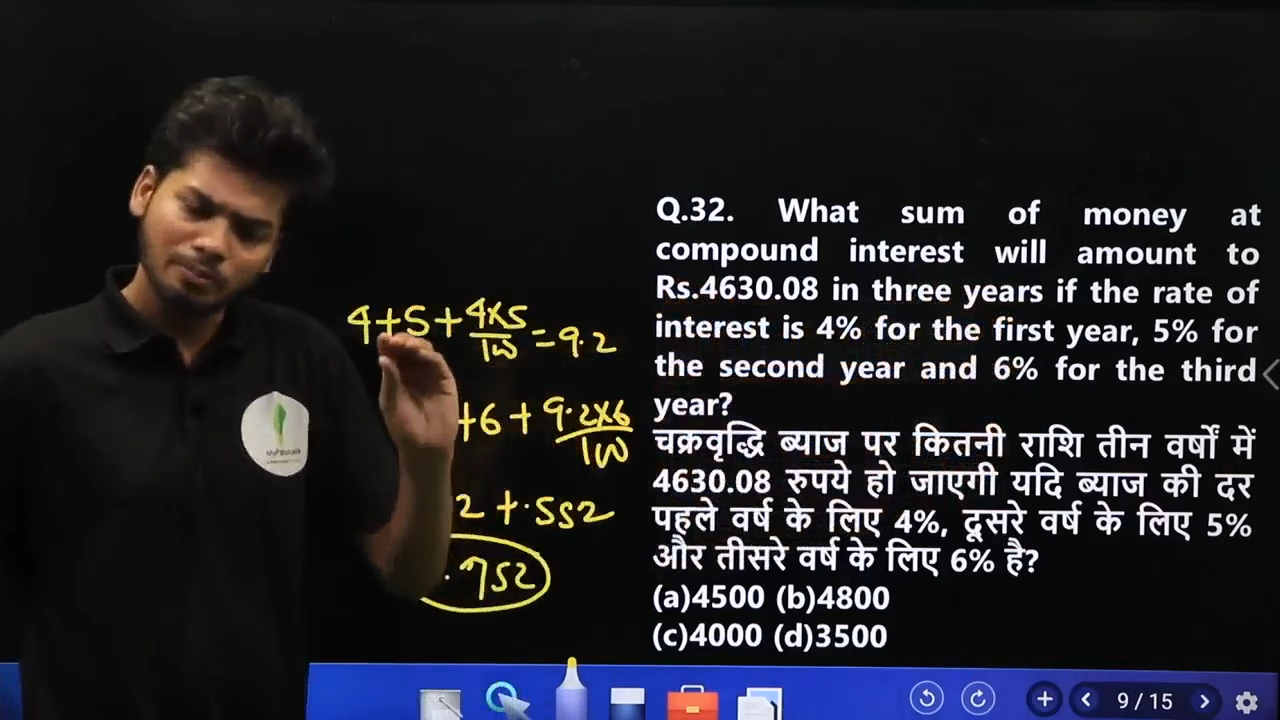 Q.32. What sum of money at
compound interest will amount to
Rs.4630.08 in three years if the rate of
interest is 4% for the first year, 5% for
the second year and 6% for the third
year?
चक्रवृद्धि ब्याज पर कितनी राशि तीन वर्षों में
4630.08 रुपये हो जाएगी यदि ब्याज की दर
पहले वर्ष के लिए 4%, दूसरे वर्ष के लिए 5%
और तीसरे वर्ष के लिए 6% है?
(a)4500 (b)4800
(c)4000 (d)3500
4+5+4×5/100=9.2
+6+9.2×6/100
2+.552
.752
MyPathshala
9 / 15